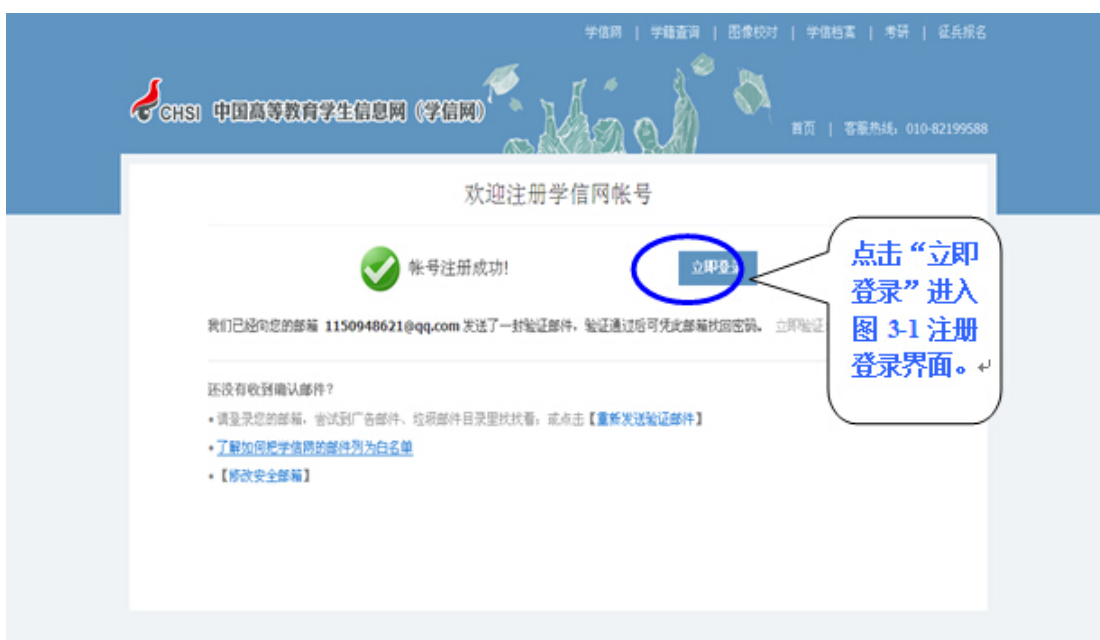 学信网 | 学籍查询 | 图像校对 | 学信档案 | 考研 | 征兵报名
CHSI 中国高等教育学生信息网（学信网）
首页 | 客服热线：010-82199588
欢迎注册学信网帐号
帐号注册成功!
立即登录
我们已经向您的邮箱 1150948621@qq.com 发送了一封验证邮件，验证通过后可凭此邮箱找回密码。 立即验证
还没有收到确认邮件？
•请登录您的邮箱，尝试到广告邮件、垃圾邮件目录里找找看；或点击【重新发送验证邮件】
•了解如何把学信网的邮件列为白名单
•【修改安全邮箱】
点击“立即
登录”进入
图 3-1 注册
登录界面。↵